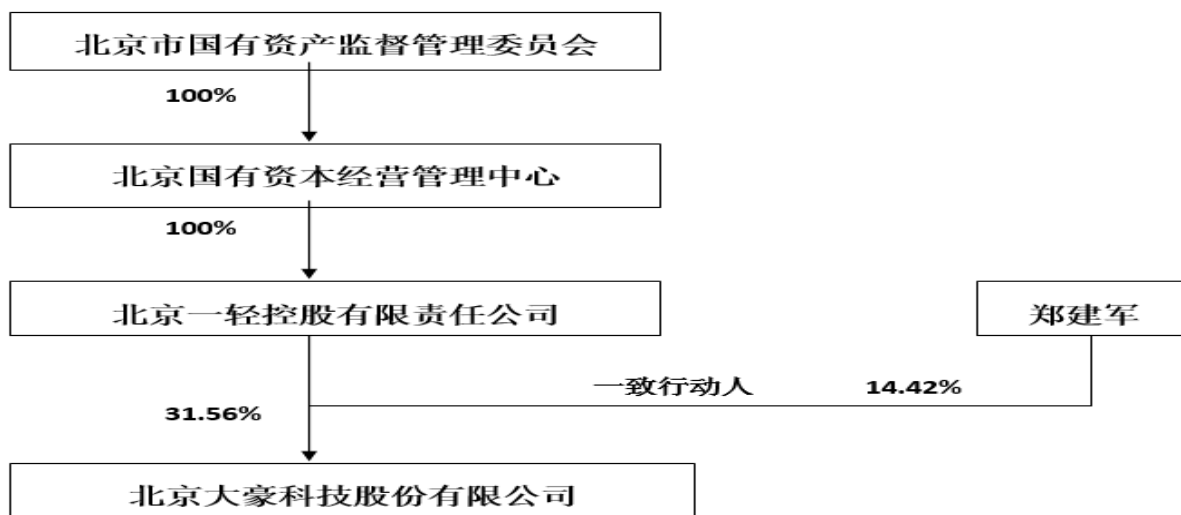 北京市国有资产监督管理委员会
100%
北京国有资本经营管理中心
100%
北京一轻控股有限责任公司
郑建军
一致行动人 14.42%
31.56%
北京大豪科技股份有限公司